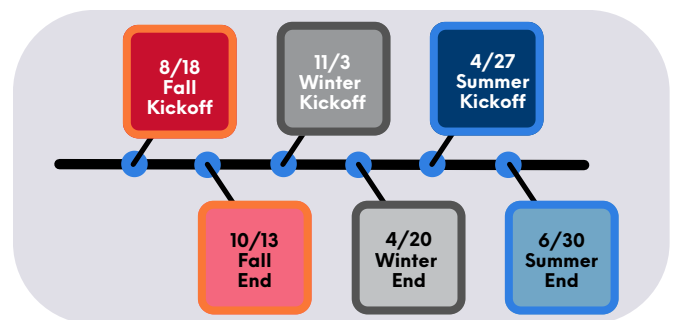 8/18
Fall
Kickoff
11/3
Winter
Kickoff
4/27
Summer
Kickoff
10/13
Fall
End
4/20
Winter
End
6/30
Summer
End